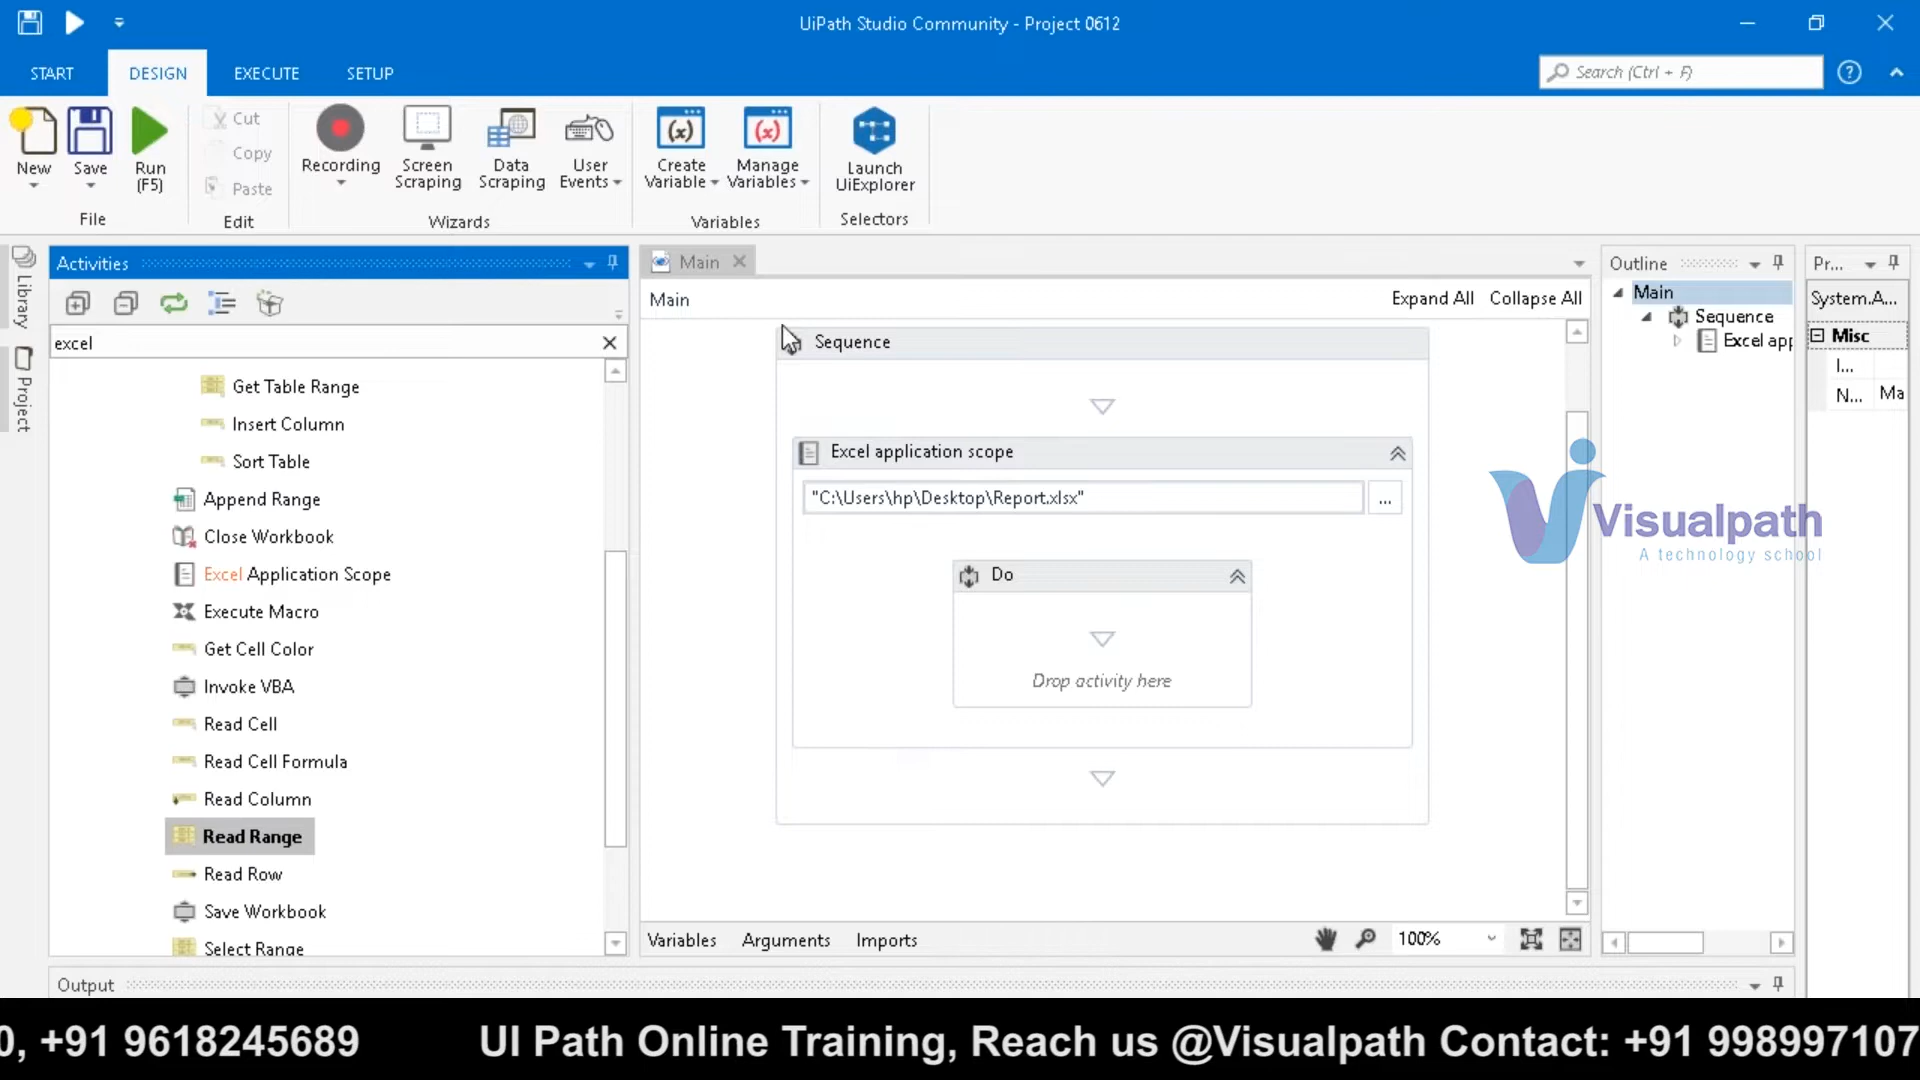 UiPath Studio Community - Project 0612
START
DESIGN
EXECUTE
SETUP
Search (Ctrl + F)
New
Save
Run
(F5)
File
Cut
Copy
Paste
Edit
Recording
Screen
Scraping
Data
Scraping
User
Events
Wizards
Create
Variable
Manage
Variables
Variables
Launch
UiExplorer
Selectors
Library
Project
Activities
excel
Get Table Range
Insert Column
Sort Table
Append Range
Close Workbook
Excel Application Scope
Execute Macro
Get Cell Color
Invoke VBA
Read Cell
Read Cell Formula
Read Column
Read Range
Read Row
Save Workbook
Select Range
Main
Main
Expand All
Collapse All
Sequence
Excel application scope
"C:\Users\hp\Desktop\Report.xlsx"
...
Do
Drop activity here
Variables
Arguments
Imports
100%
Outline
Main
Sequence
Excel app
Pr...
System.A...
Misc
I...
N... Ma
Visualpath
A technology school
Output
0, +91 9618245689 UI Path Online Training, Reach us @Visualpath Contact: +91 998997107